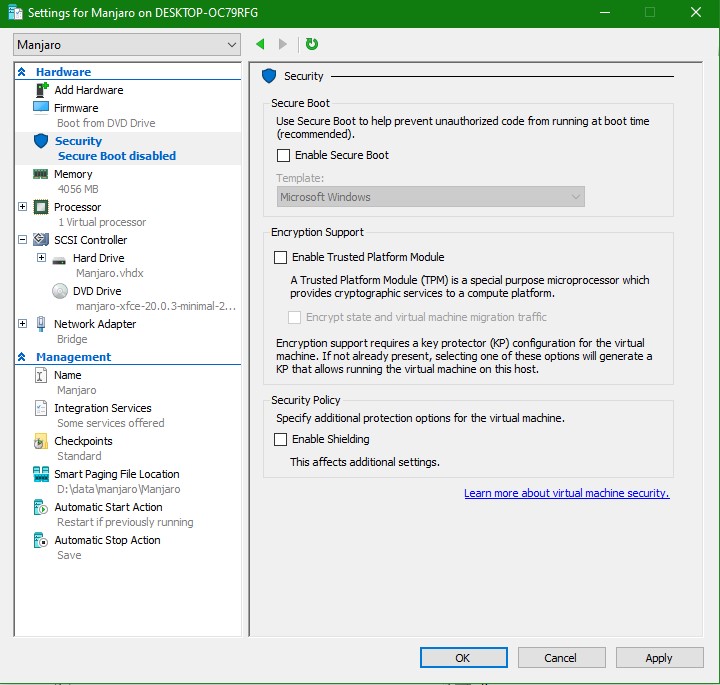 Settings for Manjaro on DESKTOP-OC79RFG
Manjaro
Hardware
Add Hardware
Firmware
Boot from DVD Drive
Security
Secure Boot disabled
Memory
4056 MB
Processor
1 Virtual processor
SCSI Controller
Hard Drive
Manjaro.vhdx
DVD Drive
manjaro-xfce-20.0.3-minimal-2...
Network Adapter
Bridge
Management
Name
Manjaro
Integration Services
Some services offered
Checkpoints
Standard
Smart Paging File Location
D:\data\manjaro\Manjaro
Automatic Start Action
Restart if previously running
Automatic Stop Action
Save
Security
Secure Boot
Use Secure Boot to help prevent unauthorized code from running at boot time
(recommended).
Enable Secure Boot
Template:
Microsoft Windows
Encryption Support
Enable Trusted Platform Module
A Trusted Platform Module (TPM) is a special purpose microprocessor which
provides cryptographic services to a compute platform.
Encrypt state and virtual machine migration traffic
Encryption support requires a key protector (KP) configuration for the virtual
machine. If not already present, selecting one of these options will generate a
KP that allows running the virtual machine on this host.
Security Policy
Specify additional protection options for the virtual machine.
Enable Shielding
This affects additional settings.
Learn more about virtual machine security.
OK
Cancel
Apply